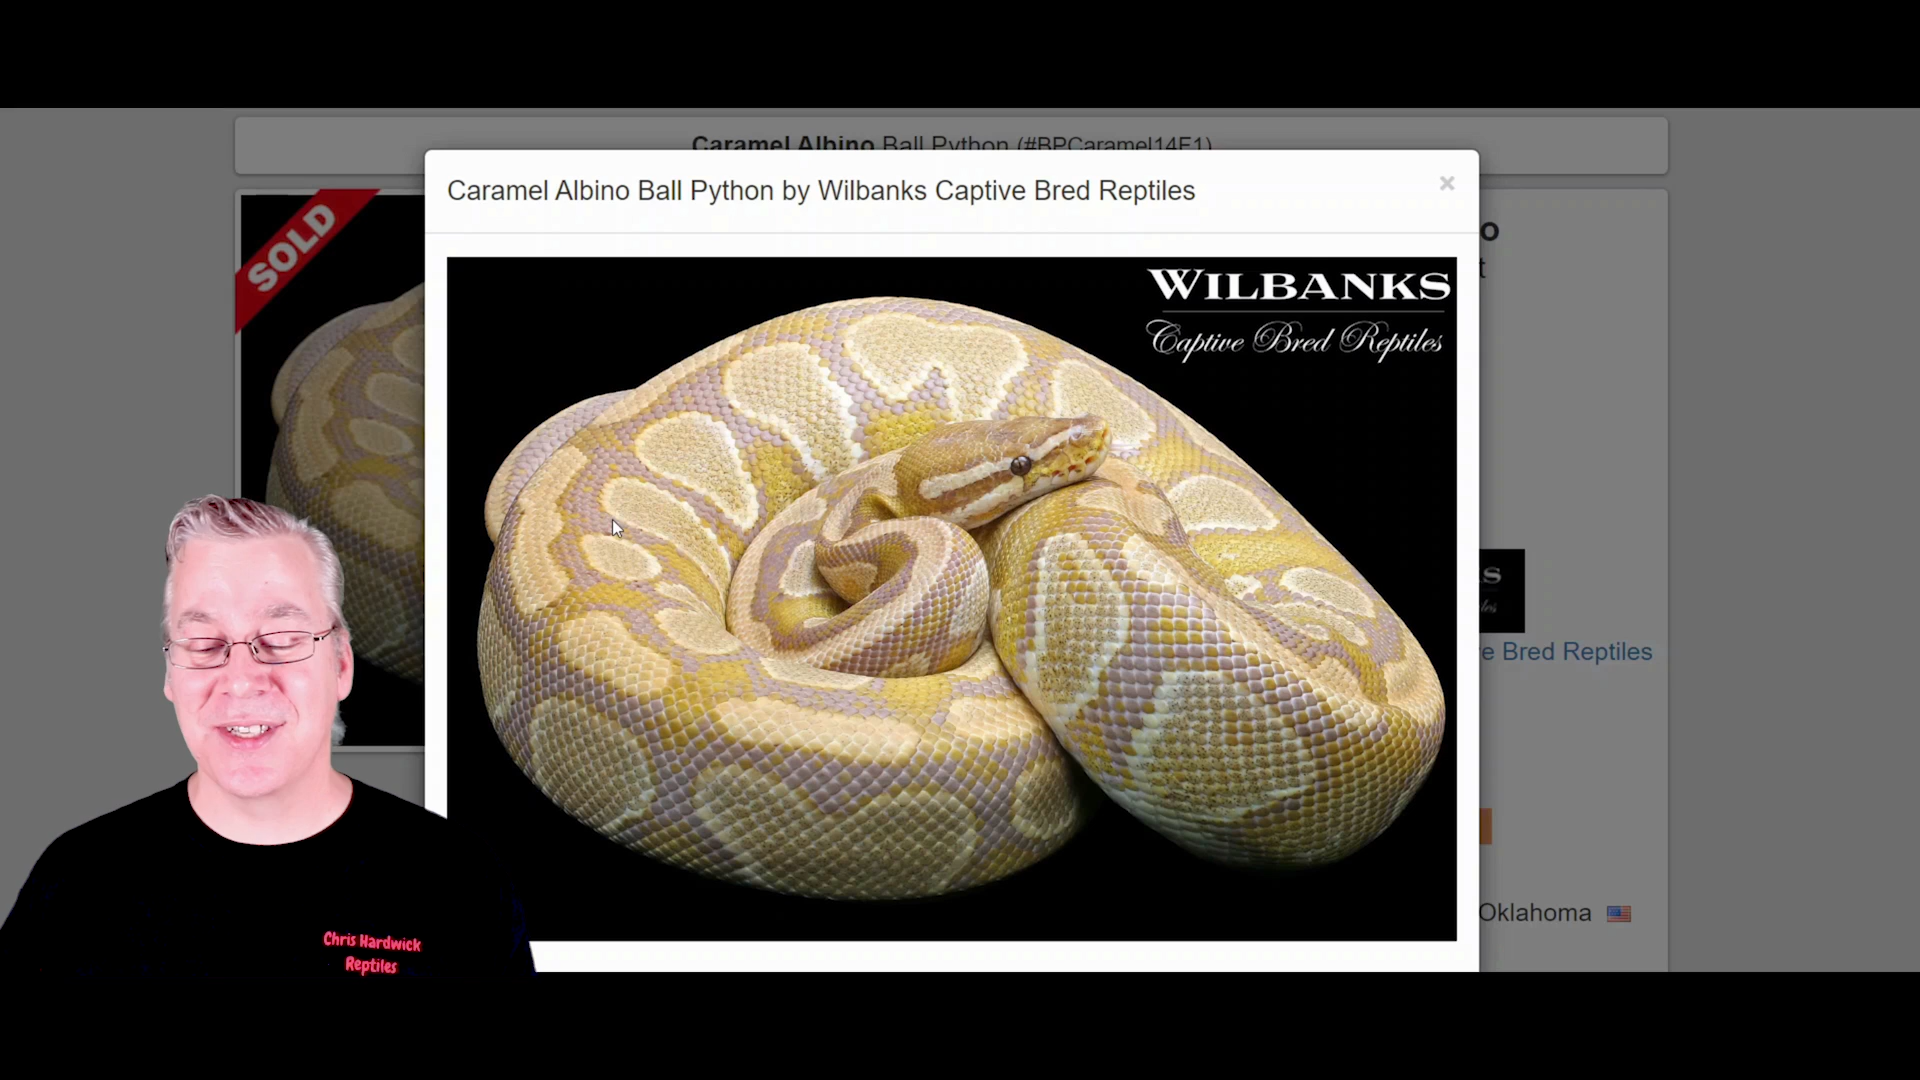 Caramel Albino Ball Python (#BPCaramel14F1)
Caramel Albino Ball Python by Wilbanks Captive Bred Reptiles
×
SOLD
WILBANKS
Captive Bred Reptiles
e Bred Reptiles
Oklahoma
Chris Hardwick
Reptiles